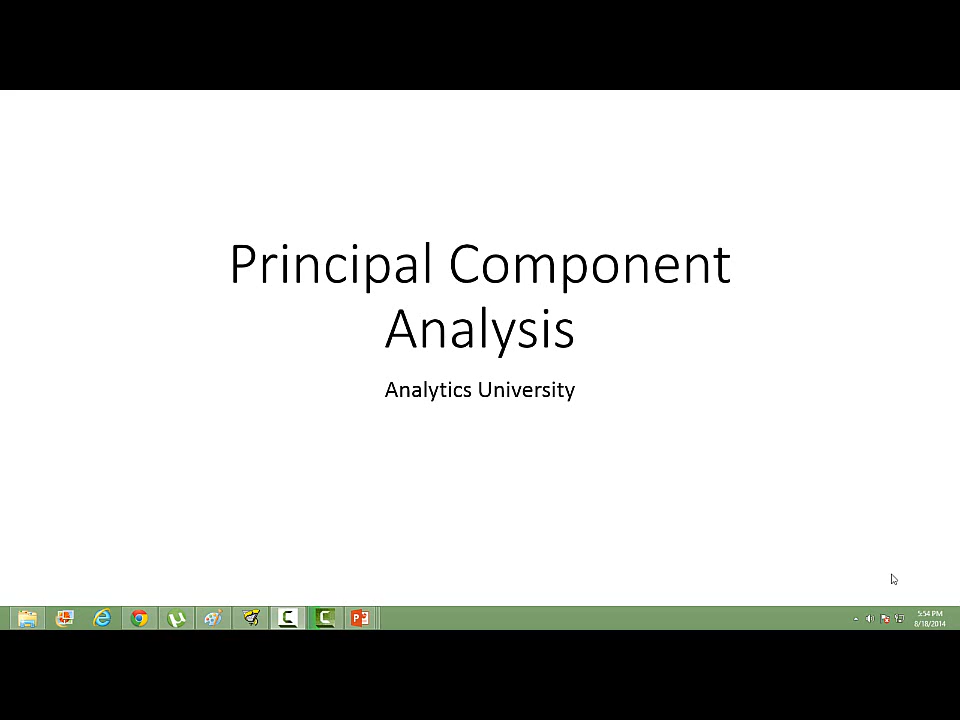 Principal Component
Analysis
Analytics University
5:54 PM
8/18/2014